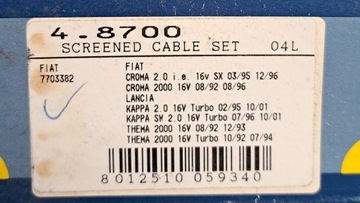 4.8700
SCREENED CABLE SET 04L
FIAT
7703382
FIAT
CROMA 2.0 i.e. 16v SX 03/95 12/96
CROMA 2000 16V 08/92 08/96
LANCIA
KAPPA 2.0 16V Turbo 02/95 10/01
KAPPA SW 2.0 16V Turbo 07/96 10/01
THEMA 2000 16V 08/92 12/93
THEMA 2000 16V Turbo 10/92 07/94
8012510 059340